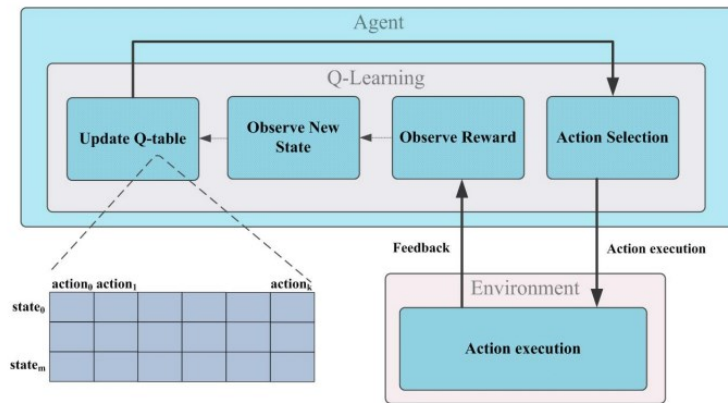 Agent
Q-Learning
Update Q-table
Observe New
State
Observe Reward
Action Selection
Feedback
Action execution
action₀ action₁ actionₖ
state₀
stateₘ
Environment
Action execution